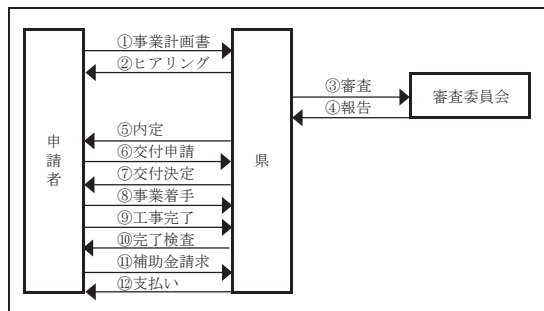 ①事業計画書
②ヒアリング
③審査
④報告
審査委員会
⑤内定
⑥交付申請
⑦交付決定
⑧事業着手
⑨工事完了
⑩完了検査
⑪補助金請求
⑫支払い
申請者
県